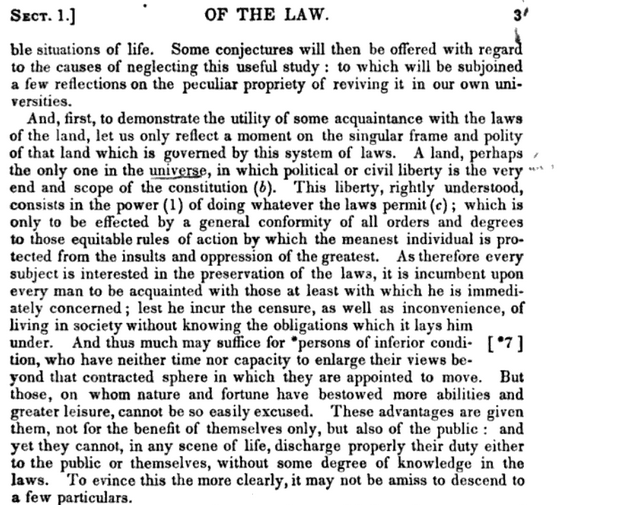 SECT. 1.] OF THE LAW. 3
ble situations of life. Some conjectures will then be offered with regard
to the causes of neglecting this useful study : to which will be subjoined
a few reflections on the peculiar propriety of reviving it in our own uni-
versities.
And, first, to demonstrate the utility of some acquaintance with the laws
of the land, let us only reflect a moment on the singular frame and polity
of that land which is governed by this system of laws. A land, perhaps
the only one in the universe, in which political or civil liberty is the very
end and scope of the constitution (b). This liberty, rightly understood,
consists in the power (1) of doing whatever the laws permit (c) ; which is
only to be effected by a general conformity of all orders and degrees
to those equitable rules of action by which the meanest individual is pro-
tected from the insults and oppression of the greatest. As therefore every
subject is interested in the preservation of the laws, it is incumbent upon
every man to be acquainted with those at least with which he is immedi-
ately concerned ; lest he incur the censure, as well as inconvenience, of
living in society without knowing the obligations which it lays him
under. And thus much may suffice for *persons of inferior condi- [ *7 ]
tion, who have neither time nor capacity to enlarge their views be-
yond that contracted sphere in which they are appointed to move. But
those, on whom nature and fortune have bestowed more abilities and
greater leisure, cannot be so easily excused. These advantages are given
them, not for the benefit of themselves only, but also of the public : and
yet they cannot, in any scene of life, discharge properly their duty either
to the public or themselves, without some degree of knowledge in the
laws. To evince this the more clearly, it may not be amiss to descend to
a few particulars.